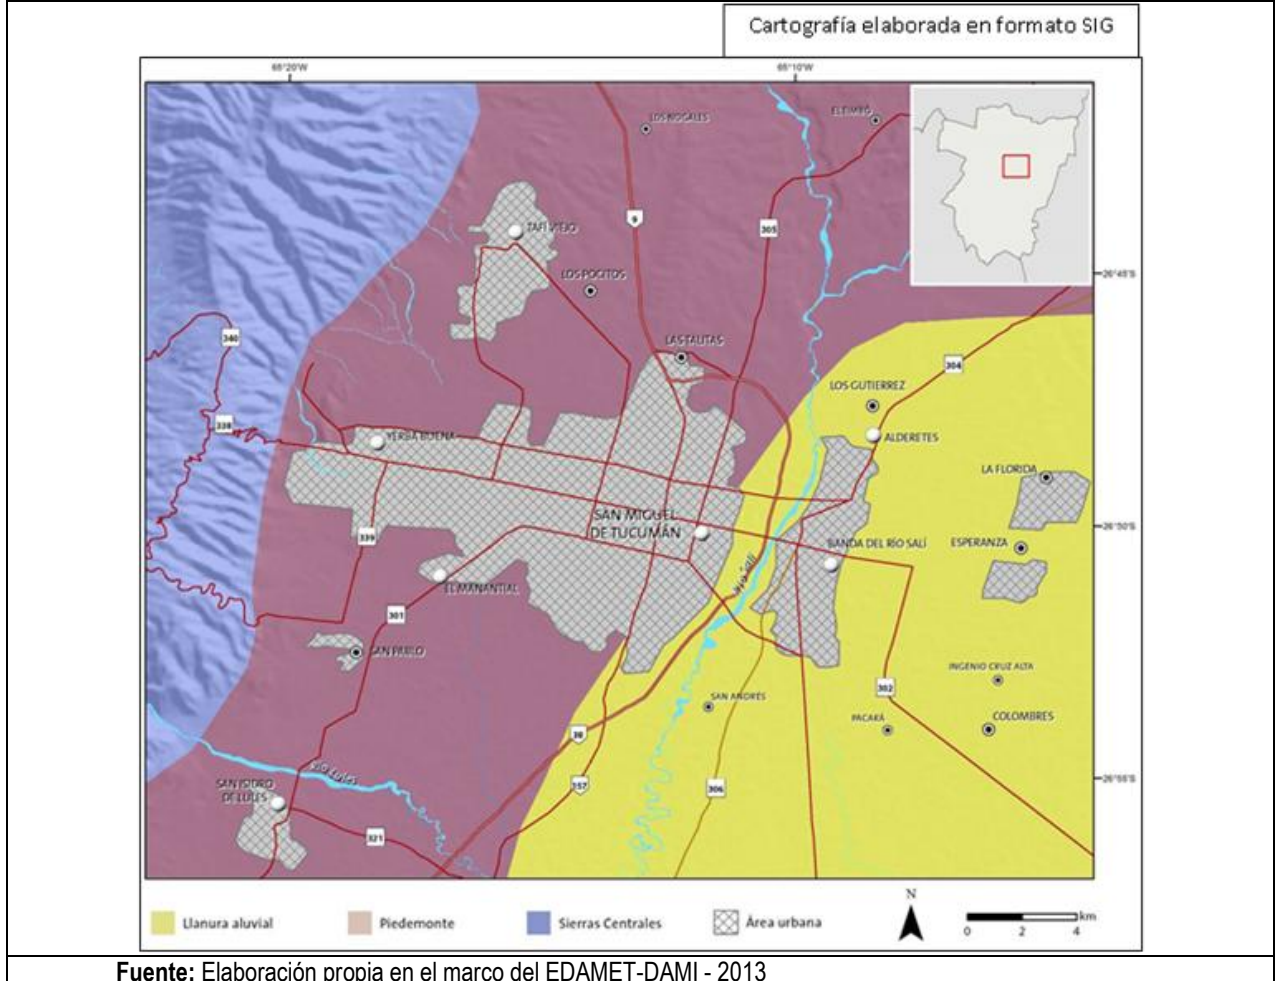 Cartografía elaborada en formato SIG
65°20'W
65°10'W
LOS NOGALES
9
305
TAFÍ VIEJO
LOS POCITOS
26°45'S
340
LAS TALITAS
304
LOS GUTIERREZ
338
YERBA BUENA
ALDERETES
LA FLORIDA
SAN MIGUEL
DE TUCUMÁN
26°50'S
339
BANDA DEL RÍO SALÍ
ESPERANZA
Río Salí
EL MANANTIAL
301
SAN PABLO
INGENIO CRUZ ALTA
302
SAN ANDRÉS
PACARÁ
COLOMBRES
38
Río Lules
SAN ISIDRO
DE LULES
157
306
26°55'S
321
Llanura aluvial
Piedemonte
Sierras Centrales
Área urbana
N
km
0 2 4
Fuente: Elaboración propia en el marco del EDAMET-DAMI - 2013